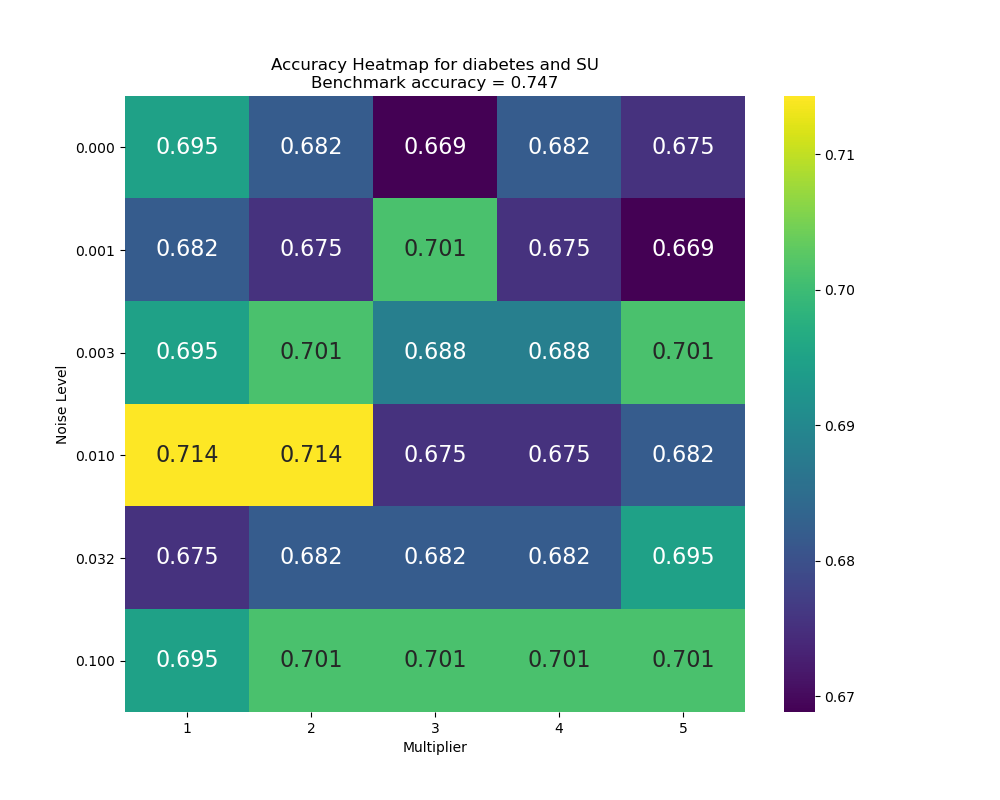 Accuracy Heatmap for diabetes and SU
Benchmark accuracy = 0.747
Noise Level
0.000 0.695 0.682 0.669 0.682 0.675
0.001 0.682 0.675 0.701 0.675 0.669
0.003 0.695 0.701 0.688 0.688 0.701
0.010 0.714 0.714 0.675 0.675 0.682
0.032 0.675 0.682 0.682 0.682 0.695
0.100 0.695 0.701 0.701 0.701 0.701
1 2 3 4 5
Multiplier
0.71
0.70
0.69
0.68
0.67